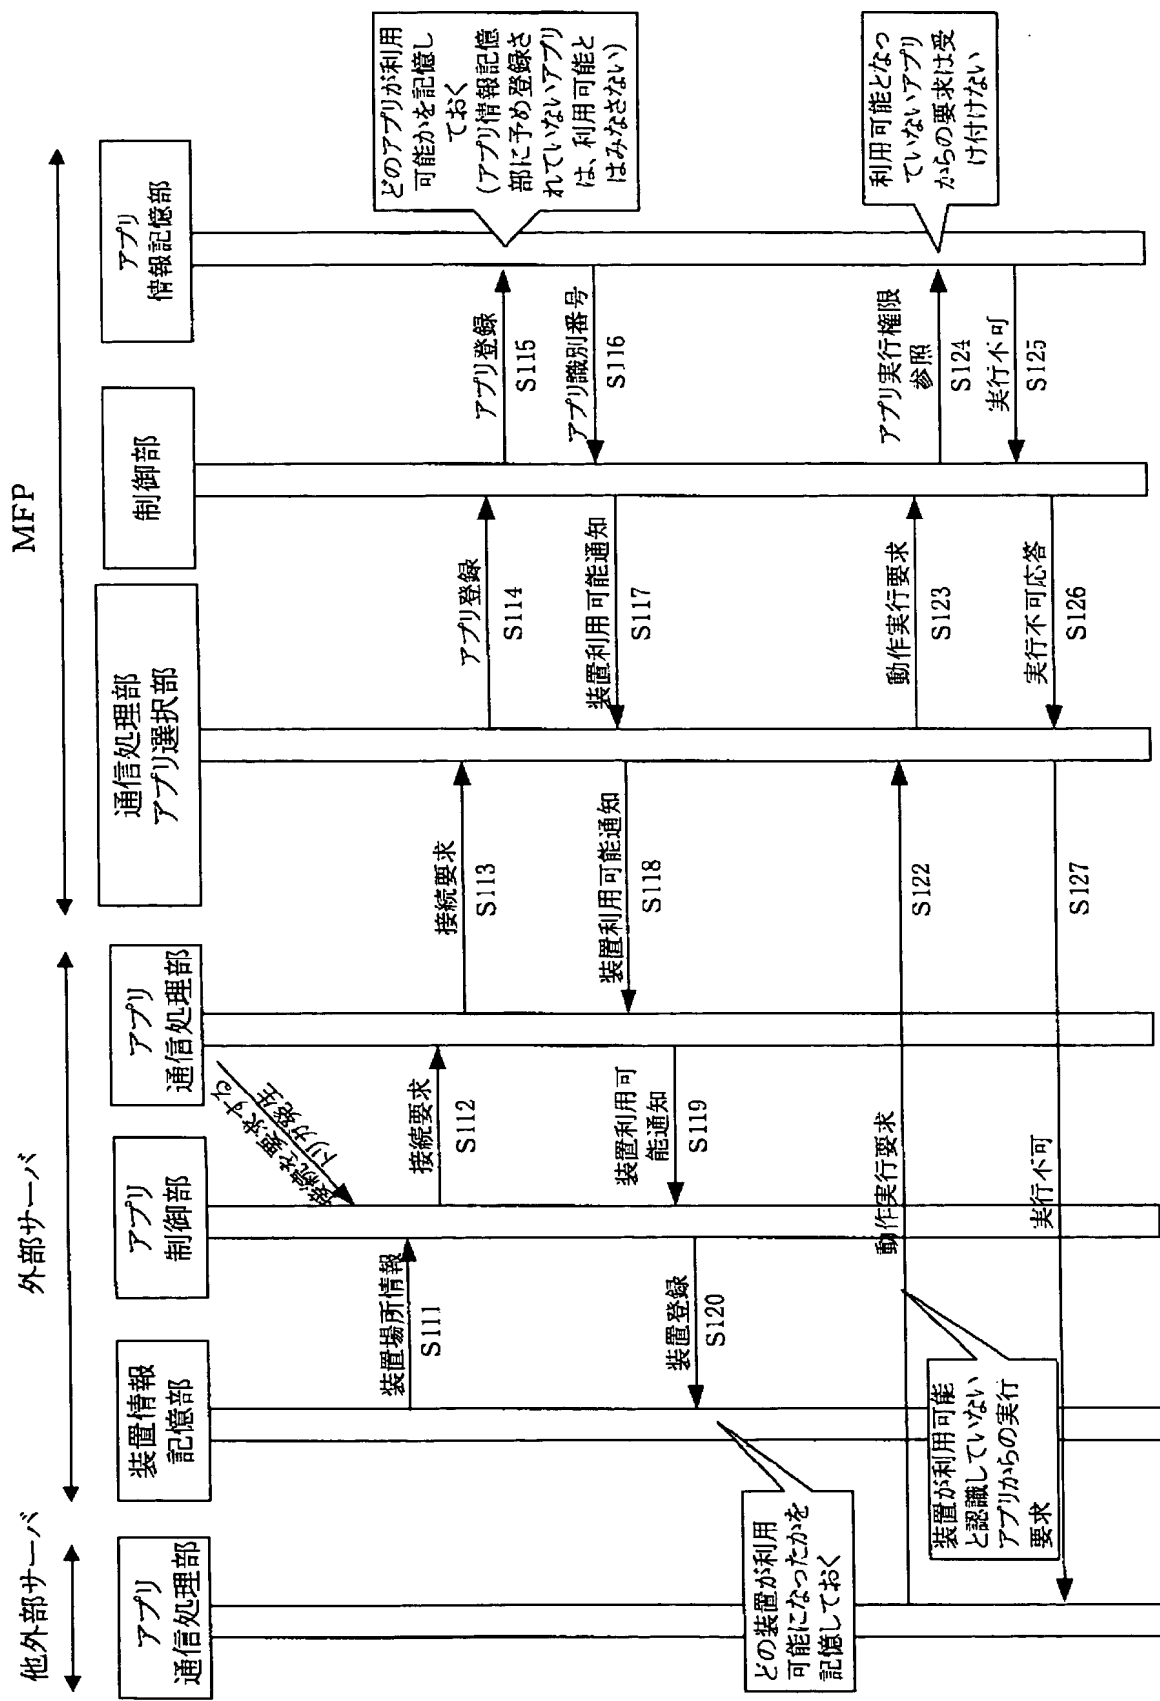 他外部サーバ
外部サーバ
MFP
アプリ
通信処理部
装置情報
記憶部
アプリ
制御部
アプリ
通信処理部
通信処理部
アプリ選択部
制御部
アプリ
情報記憶部
接続を要求する
トリガ発生
装置場所情報
S111
接続要求
S112
接続要求
S113
アプリ登録
S114
アプリ登録
S115
どのアプリが利用
可能かを記憶し
ておく
(アプリ情報記憶
部に予め登録さ
れていないアプリ
は、利用可能と
はみなさない)
アプリ識別番号
S116
装置利用可能通知
S117
装置利用可能通知
S118
装置利用可
能通知
S119
装置登録
S120
どの装置が利用
可能になったかを
記憶しておく
動作実行要求
S122
装置が利用可能
と認識していない
アプリからの実行
要求
動作実行要求
S123
アプリ実行権限
参照
S124
利用可能となっ
ていないアプリ
からの要求は受
け付けない
実行不可
S125
実行不可応答
S126
実行不可
S127